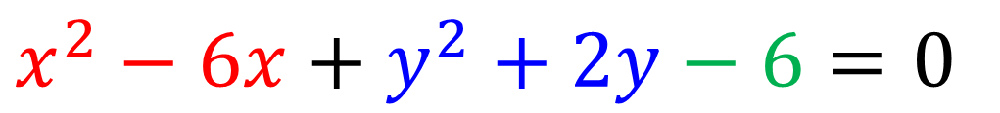 x² − 6x + y² + 2y − 6 = 0